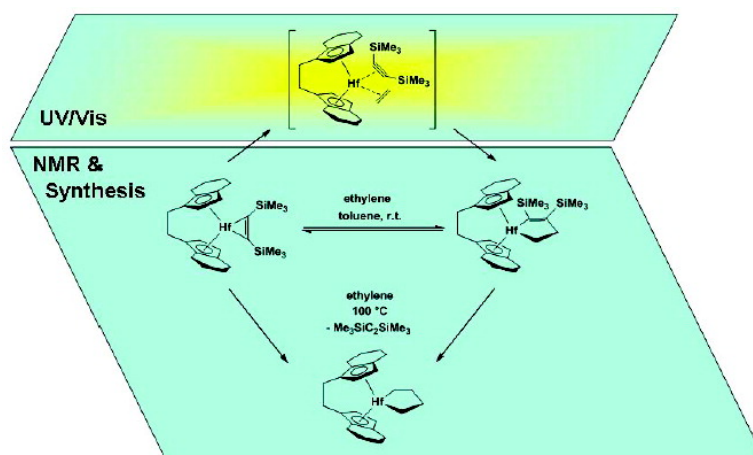 SiMe3
Hf
SiMe3
UV/Vis
NMR &
Synthesis
SiMe3
Hf
SiMe3
ethylene
toluene, r.t.
SiMe3
SiMe3
Hf
ethylene
100 °C
- Me3SiC2SiMe3
Hf